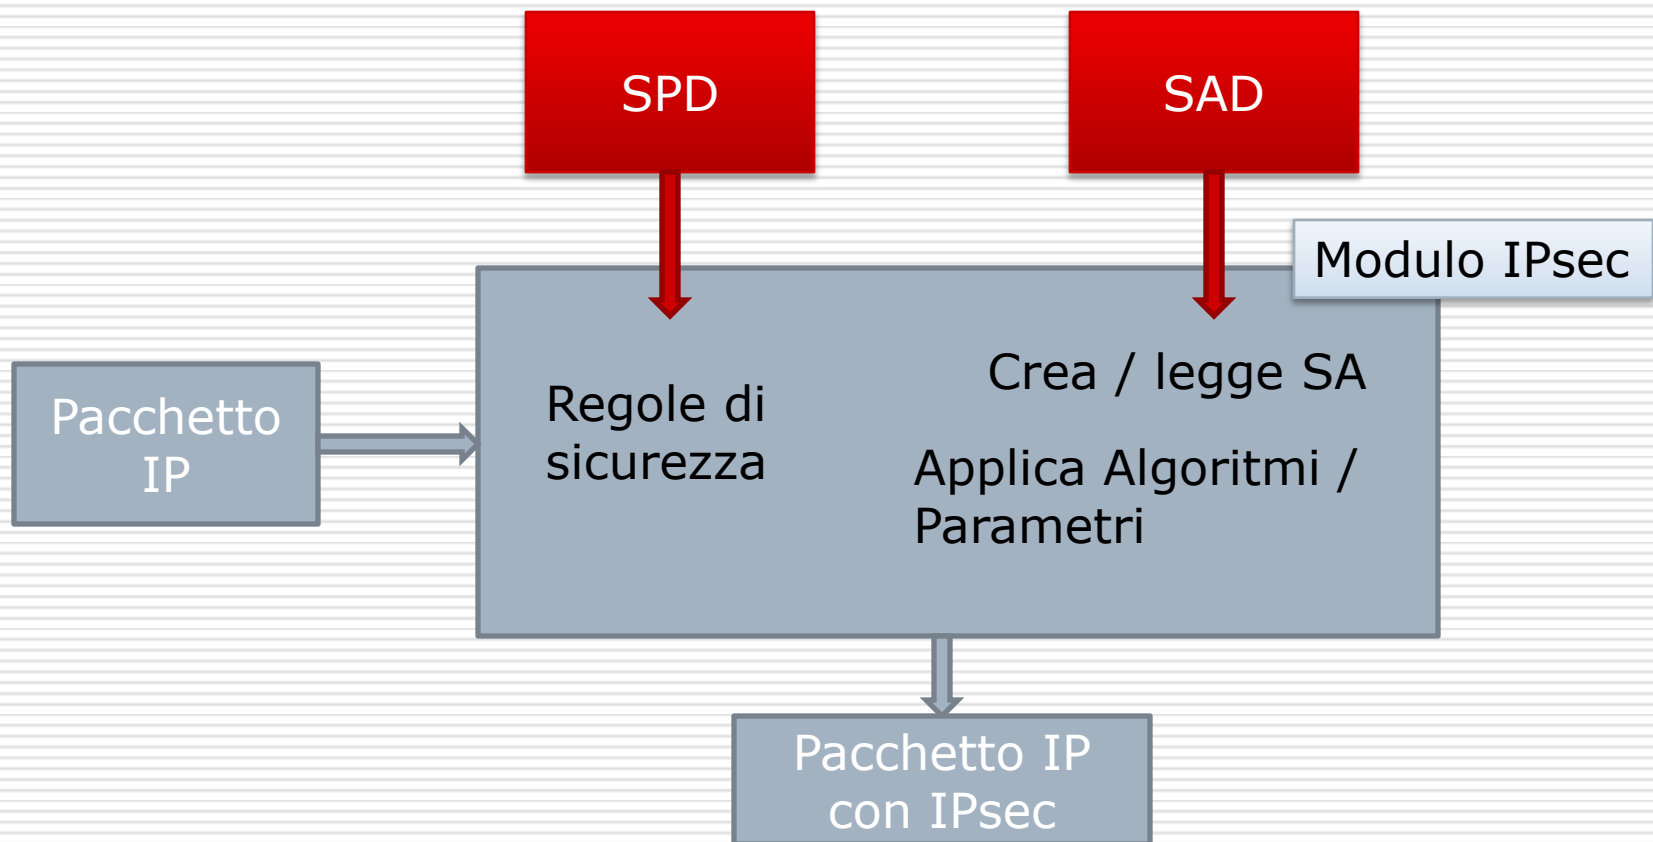 SPD
SAD
Modulo IPsec
Pacchetto
IP
Regole di
sicurezza
Crea / legge SA
Applica Algoritmi /
Parametri
Pacchetto IP
con IPsec